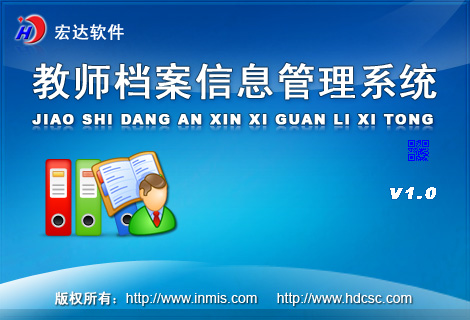 宏达软件
教师档案信息管理系统
JIAO SHI DANG AN XIN XI GUAN LI XI TONG
V1.0
版权所有：http://www.inmis.com http://www.hdcsc.com